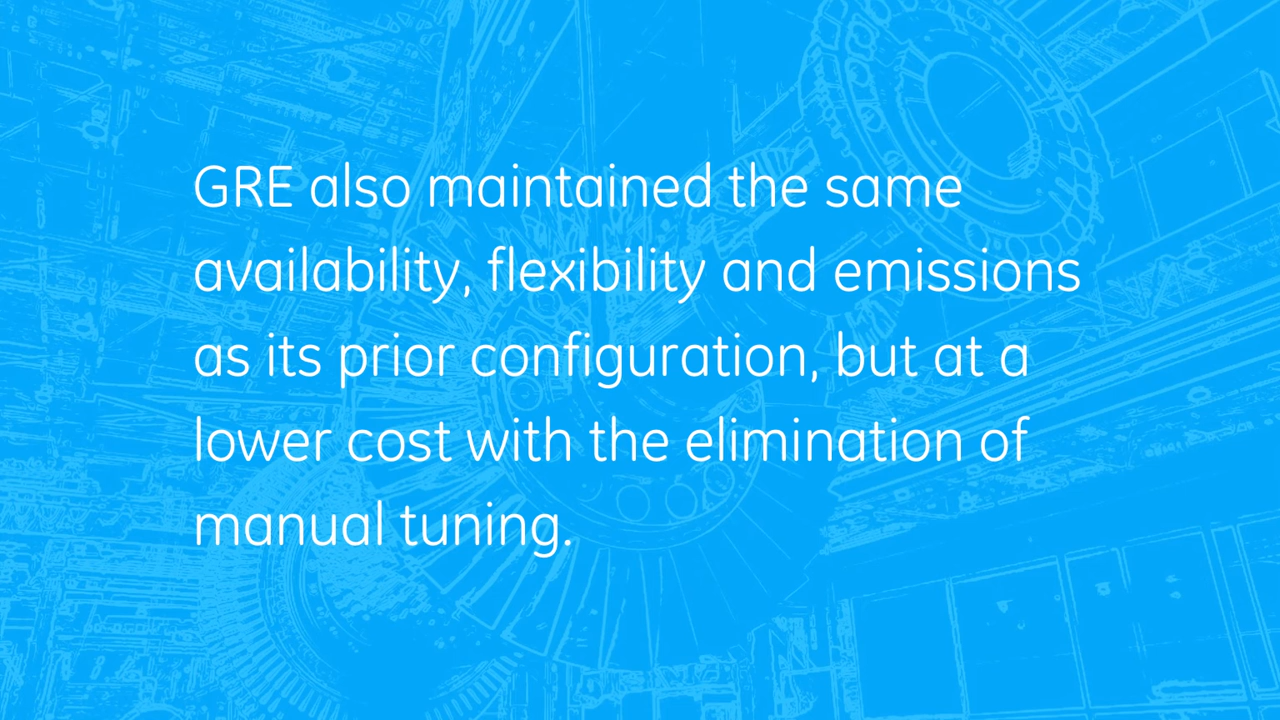 GRE also maintained the same
availability, flexibility and emissions
as its prior configuration, but at a
lower cost with the elimination of
manual tuning.